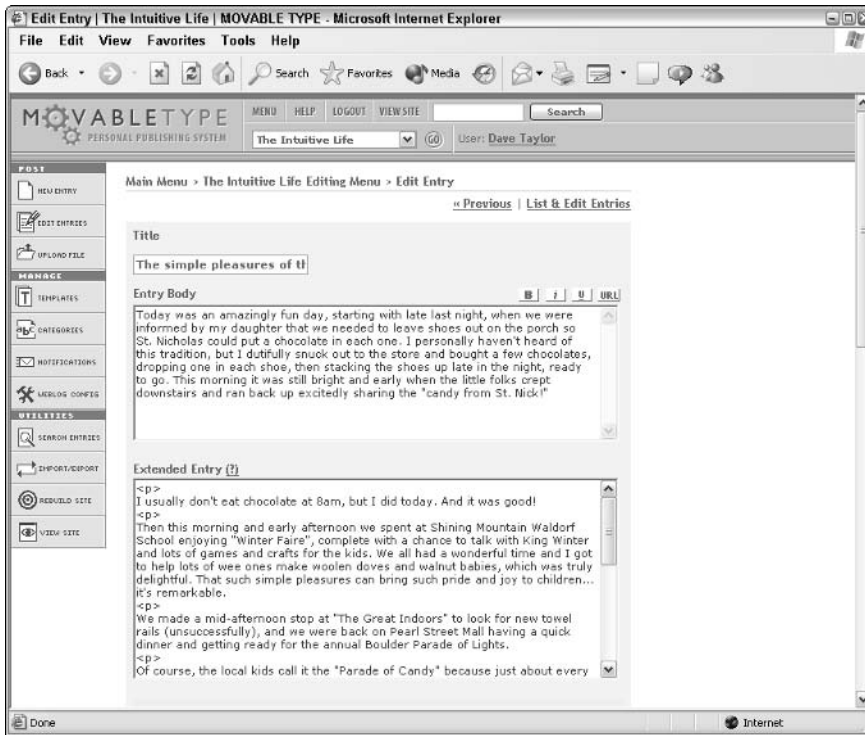 Edit Entry | The Intuitive Life | MOVABLE TYPE - Microsoft Internet Explorer
File Edit View Favorites Tools Help
Back Search Favorites Media
MOVABLETYPE
PERSONAL PUBLISHING SYSTEM
MENU HELP LOGOUT VIEW SITE Search
The Intuitive Life GO User: Dave Taylor
POST
NEW ENTRY
EDIT ENTRIES
UPLOAD FILE
MANAGE
TEMPLATES
CATEGORIES
NOTIFICATIONS
WEBLOG CONFIG
UTILITIES
SEARCH ENTRIES
IMPORT/EXPORT
REBUILD SITE
VIEW SITE
Main Menu > The Intuitive Life Editing Menu > Edit Entry
« Previous | List & Edit Entries
Title
The simple pleasures of th
Entry Body B i U URL
Today was an amazingly fun day, starting with late last night, when we were
informed by my daughter that we needed to leave shoes out on the porch so
St. Nicholas could put a chocolate in each one. I personally haven't heard of
this tradition, but I dutifully snuck out to the store and bought a few chocolates,
dropping one in each shoe, then stacking the shoes up late in the night, ready
to go. This morning it was still bright and early when the little folks crept
downstairs and ran back up excitedly sharing the "candy from St. Nick!"
Extended Entry (?)
<p>
I usually don't eat chocolate at 8am, but I did today. And it was good!
<p>
Then this morning and early afternoon we spent at Shining Mountain Waldorf
School enjoying "Winter Faire", complete with a chance to talk with King Winter
and lots of games and crafts for the kids. We all had a wonderful time and I got
to help lots of wee ones make woolen doves and walnut babies, which was truly
delightful. That such simple pleasures can bring such pride and joy to children...
it's remarkable.
<p>
We made a mid-afternoon stop at "The Great Indoors" to look for new towel
rails (unsuccessfully), and we were back on Pearl Street Mall having a quick
dinner and getting ready for the annual Boulder Parade of Lights.
<p>
Of course, the local kids call it the "Parade of Candy" because just about every
Done Internet